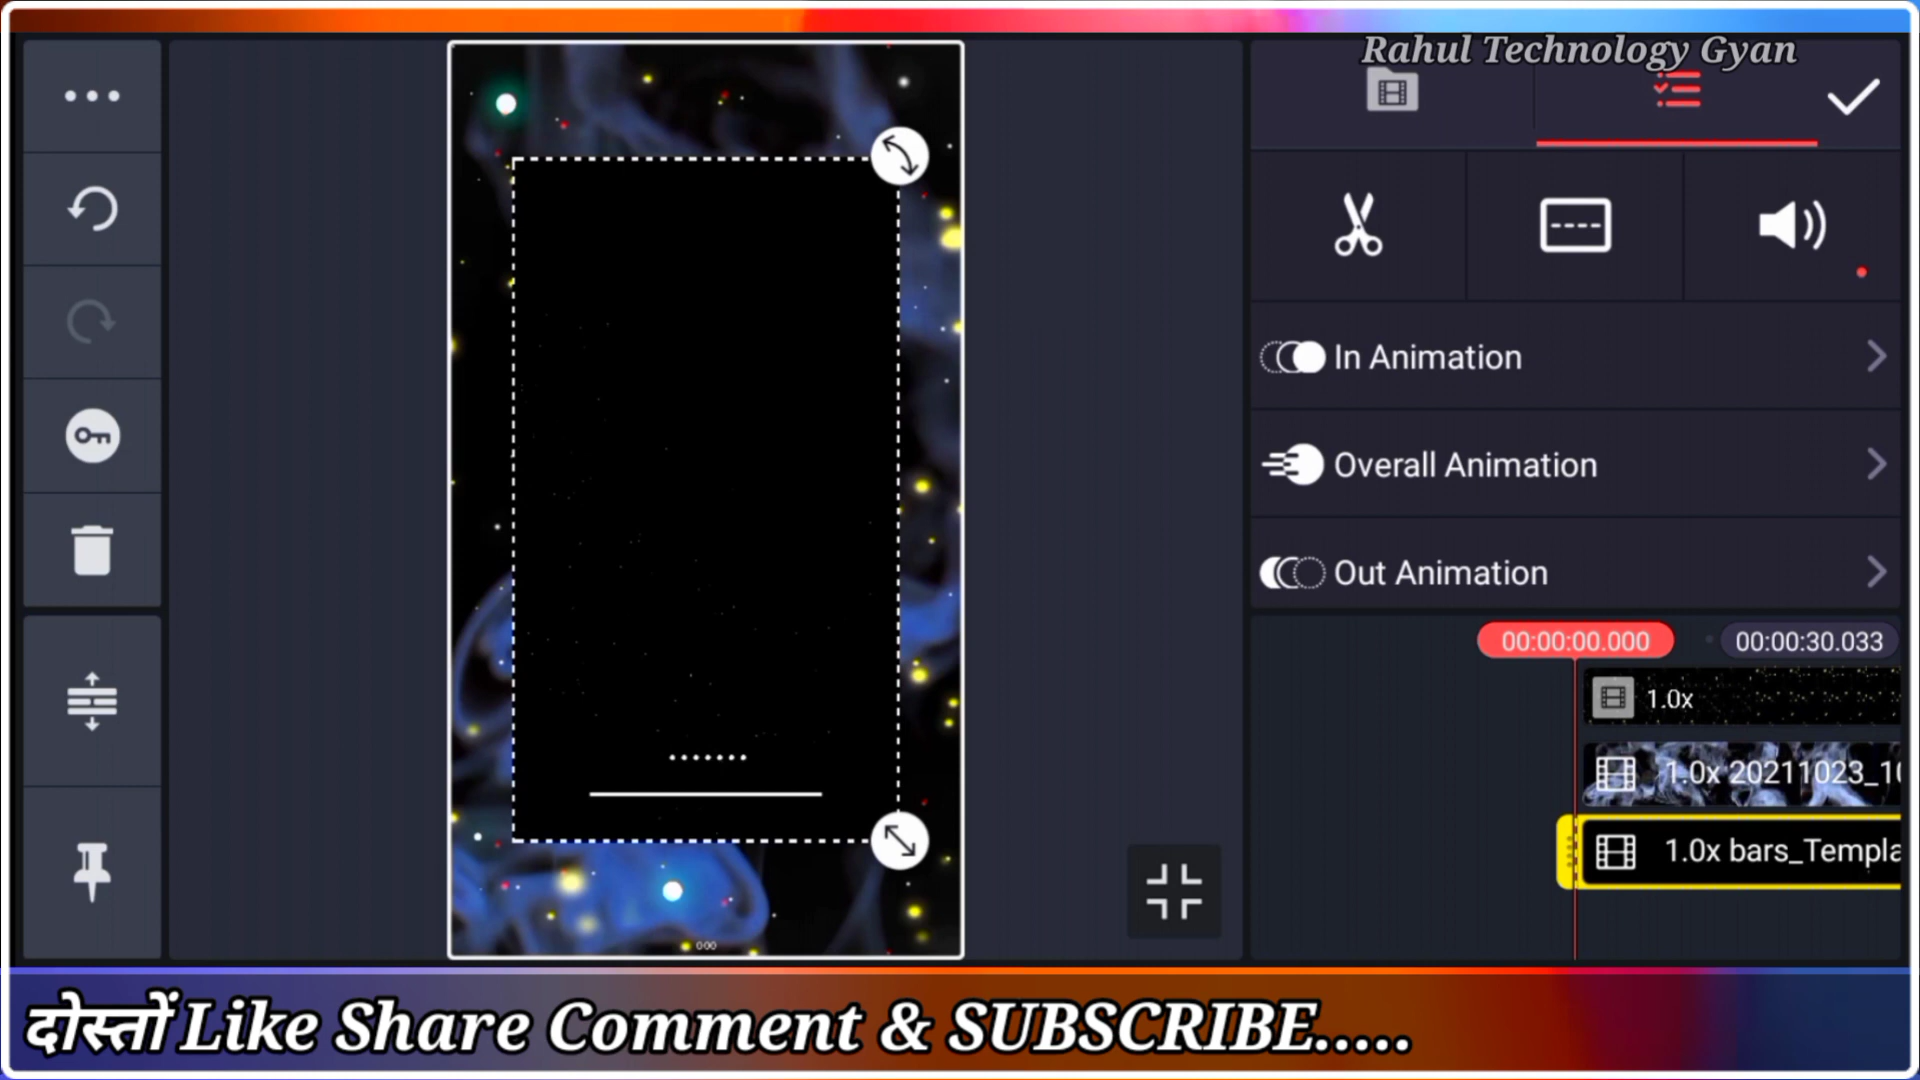 Rahul Technology Gyan
In Animation
Overall Animation
Out Animation
00:00:00.000
00:00:30.033
1.0x
1.0x 20211023_10
1.0x bars_Templa
दोस्तों Like Share Comment & SUBSCRIBE.....